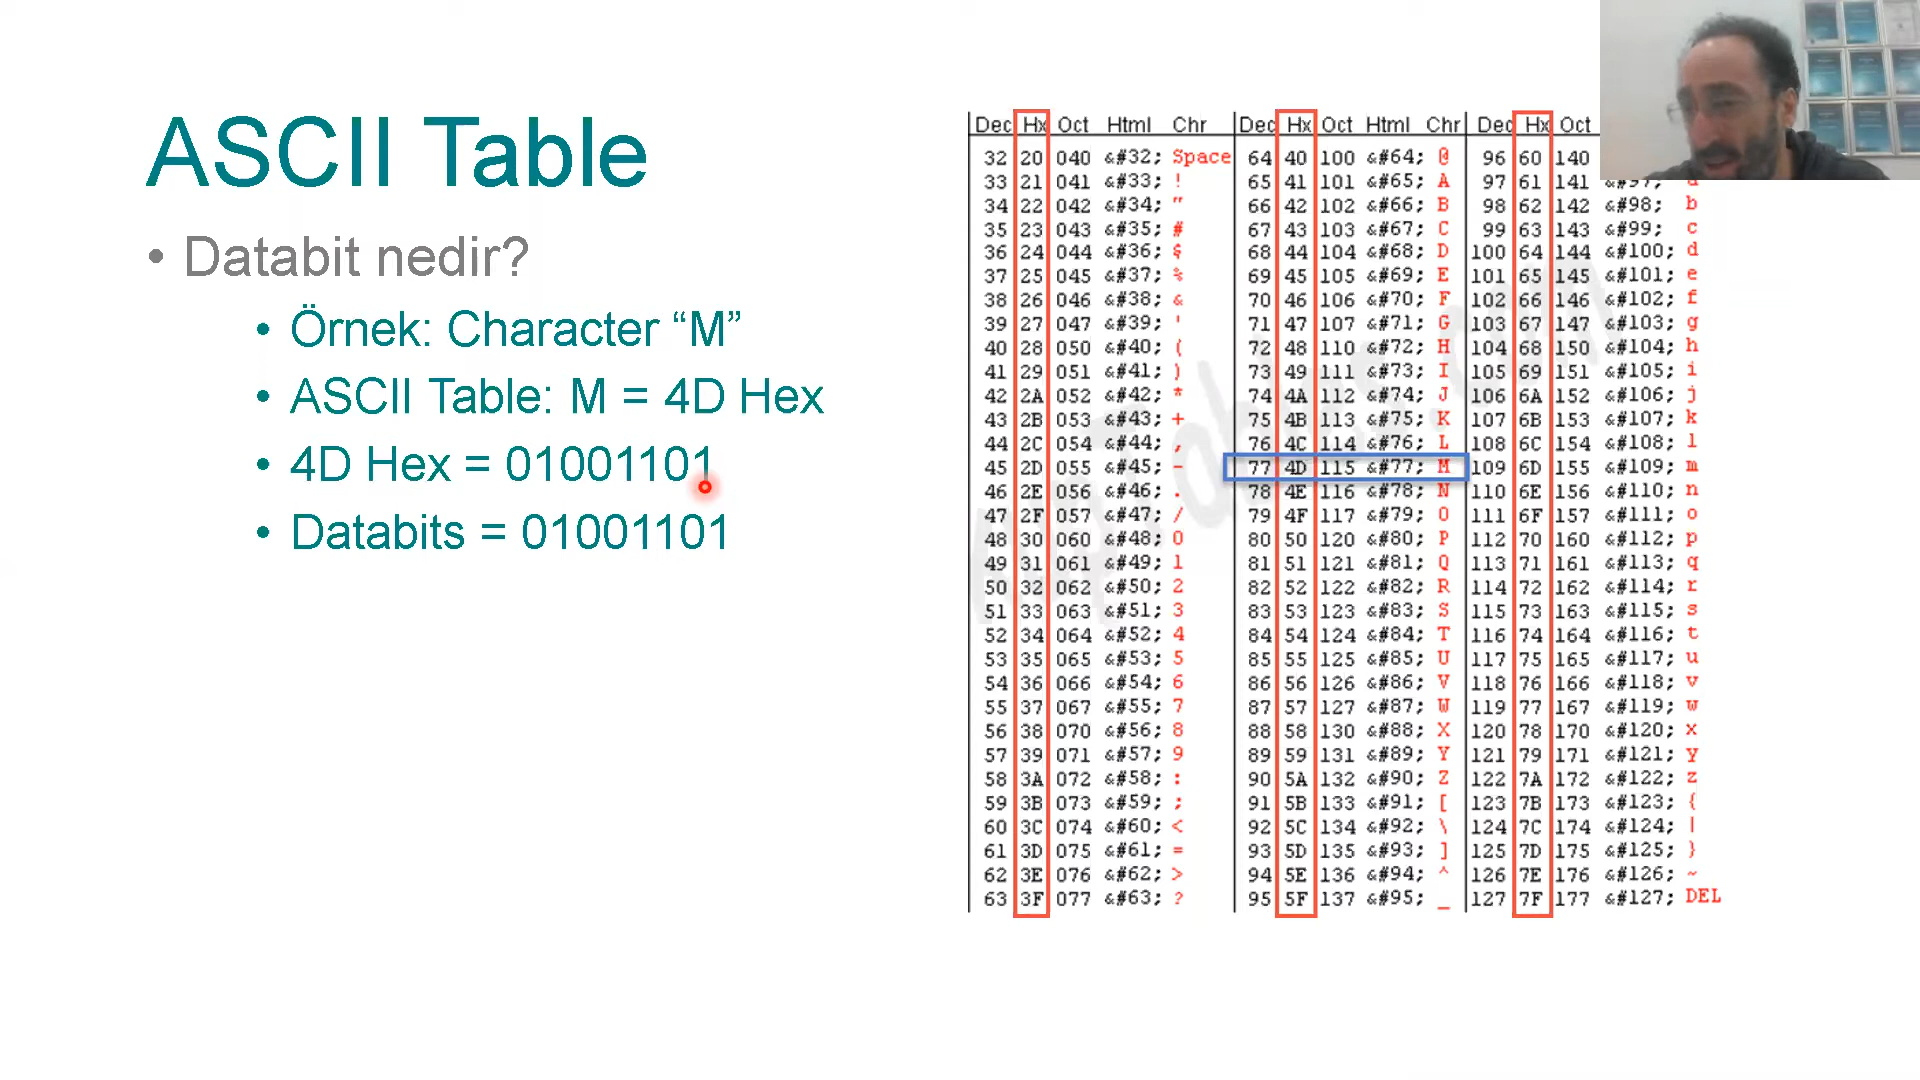 ASCII Table
• Databit nedir?
• Örnek: Character “M”
• ASCII Table: M = 4D Hex
• 4D Hex = 01001101
• Databits = 01001101
Dec Hx Oct Html Chr Dec Hx Oct Html Chr Dec Hx Oct
32 20 040 &#32; Space 64 40 100 &#64; @ 96 60 140
33 21 041 &#33; ! 65 41 101 &#65; A 97 61 141 &#97; a
34 22 042 &#34; " 66 42 102 &#66; B 98 62 142 &#98; b
35 23 043 &#35; # 67 43 103 &#67; C 99 63 143 &#99; c
36 24 044 &#36; $ 68 44 104 &#68; D 100 64 144 &#100; d
37 25 045 &#37; % 69 45 105 &#69; E 101 65 145 &#101; e
38 26 046 &#38; & 70 46 106 &#70; F 102 66 146 &#102; f
39 27 047 &#39; ' 71 47 107 &#71; G 103 67 147 &#103; g
40 28 050 &#40; ( 72 48 110 &#72; H 104 68 150 &#104; h
41 29 051 &#41; ) 73 49 111 &#73; I 105 69 151 &#105; i
42 2A 052 &#42; * 74 4A 112 &#74; J 106 6A 152 &#106; j
43 2B 053 &#43; + 75 4B 113 &#75; K 107 6B 153 &#107; k
44 2C 054 &#44; , 76 4C 114 &#76; L 108 6C 154 &#108; l
45 2D 055 &#45; - 77 4D 115 &#77; M 109 6D 155 &#109; m
46 2E 056 &#46; . 78 4E 116 &#78; N 110 6E 156 &#110; n
47 2F 057 &#47; / 79 4F 117 &#79; O 111 6F 157 &#111; o
48 30 060 &#48; 0 80 50 120 &#80; P 112 70 160 &#112; p
49 31 061 &#49; 1 81 51 121 &#81; Q 113 71 161 &#113; q
50 32 062 &#50; 2 82 52 122 &#82; R 114 72 162 &#114; r
51 33 063 &#51; 3 83 53 123 &#83; S 115 73 163 &#115; s
52 34 064 &#52; 4 84 54 124 &#84; T 116 74 164 &#116; t
53 35 065 &#53; 5 85 55 125 &#85; U 117 75 165 &#117; u
54 36 066 &#54; 6 86 56 126 &#86; V 118 76 166 &#118; v
55 37 067 &#55; 7 87 57 127 &#87; W 119 77 167 &#119; w
56 38 070 &#56; 8 88 58 130 &#88; X 120 78 170 &#120; x
57 39 071 &#57; 9 89 59 131 &#89; Y 121 79 171 &#121; y
58 3A 072 &#58; : 90 5A 132 &#90; Z 122 7A 172 &#122; z
59 3B 073 &#59; ; 91 5B 133 &#91; [ 123 7B 173 &#123; {
60 3C 074 &#60; < 92 5C 134 &#92; \ 124 7C 174 &#124; |
61 3D 075 &#61; = 93 5D 135 &#93; ] 125 7D 175 &#125; }
62 3E 076 &#62; > 94 5E 136 &#94; ^ 126 7E 176 &#126; ~
63 3F 077 &#63; ? 95 5F 137 &#95; _ 127 7F 177 &#127; DEL